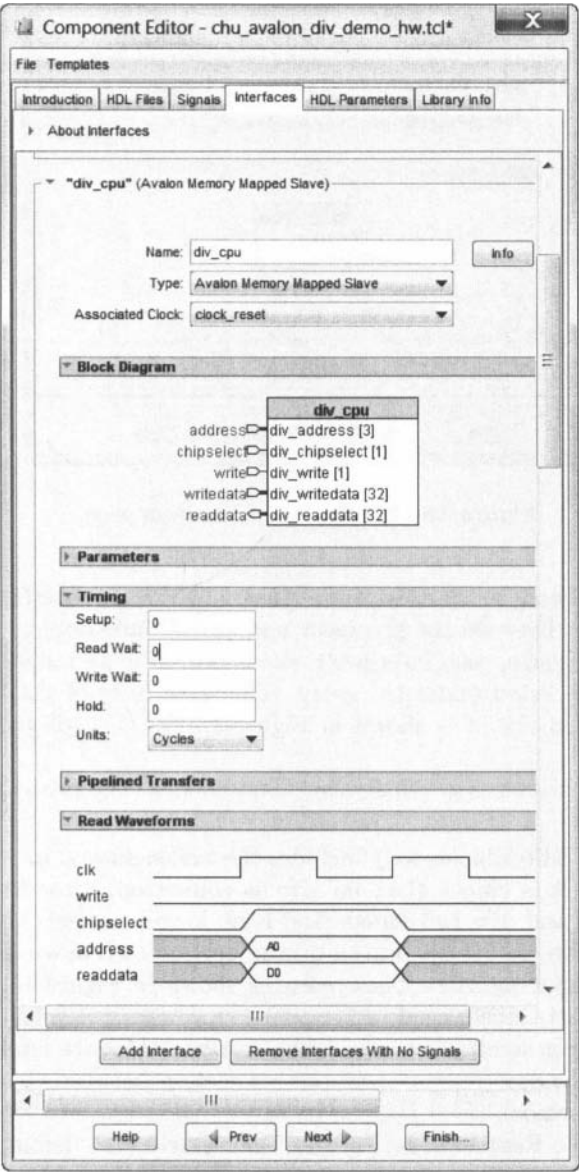 Component Editor - chu_avalon_div_demo_hw.tcl*
File Templates
Introduction HDL Files Signals Interfaces HDL Parameters Library Info
About Interfaces
"div_cpu" (Avalon Memory Mapped Slave)
Name: div_cpu Info
Type: Avalon Memory Mapped Slave
Associated Clock: clock_reset
Block Diagram
div_cpu
address div_address [3]
chipselect div_chipselect [1]
write div_write [1]
writedata div_writedata [32]
readdata div_readdata [32]
Parameters
Timing
Setup: 0
Read Wait: 0
Write Wait: 0
Hold: 0
Units: Cycles
Pipelined Transfers
Read Waveforms
clk
write
chipselect
address A0
readdata D0
Add Interface Remove Interfaces With No Signals
Help Prev Next Finish